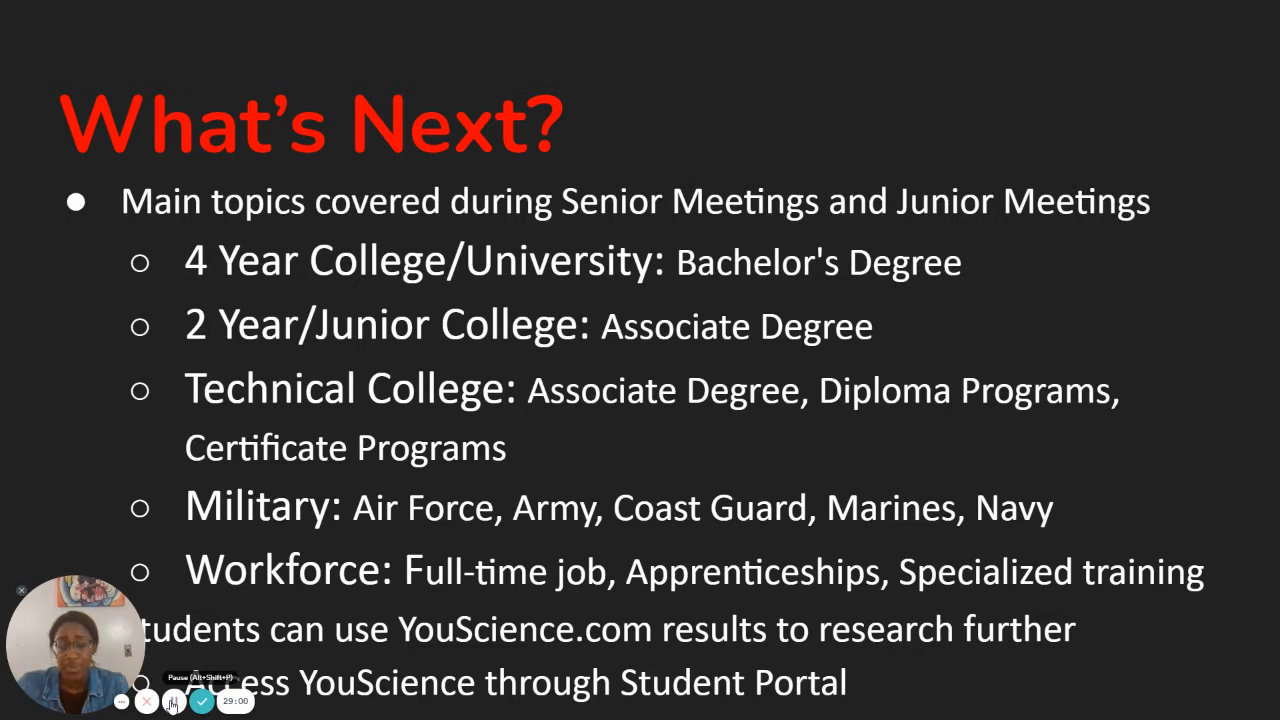 What's Next?
● Main topics covered during Senior Meetings and Junior Meetings
○ 4 Year College/University: Bachelor's Degree
○ 2 Year/Junior College: Associate Degree
○ Technical College: Associate Degree, Diploma Programs,
Certificate Programs
○ Military: Air Force, Army, Coast Guard, Marines, Navy
○ Workforce: Full-time job, Apprenticeships, Specialized training
tudents can use YouScience.com results to research further
Pause (Alt+Shift+P)
○ Access YouScience through Student Portal
29:00